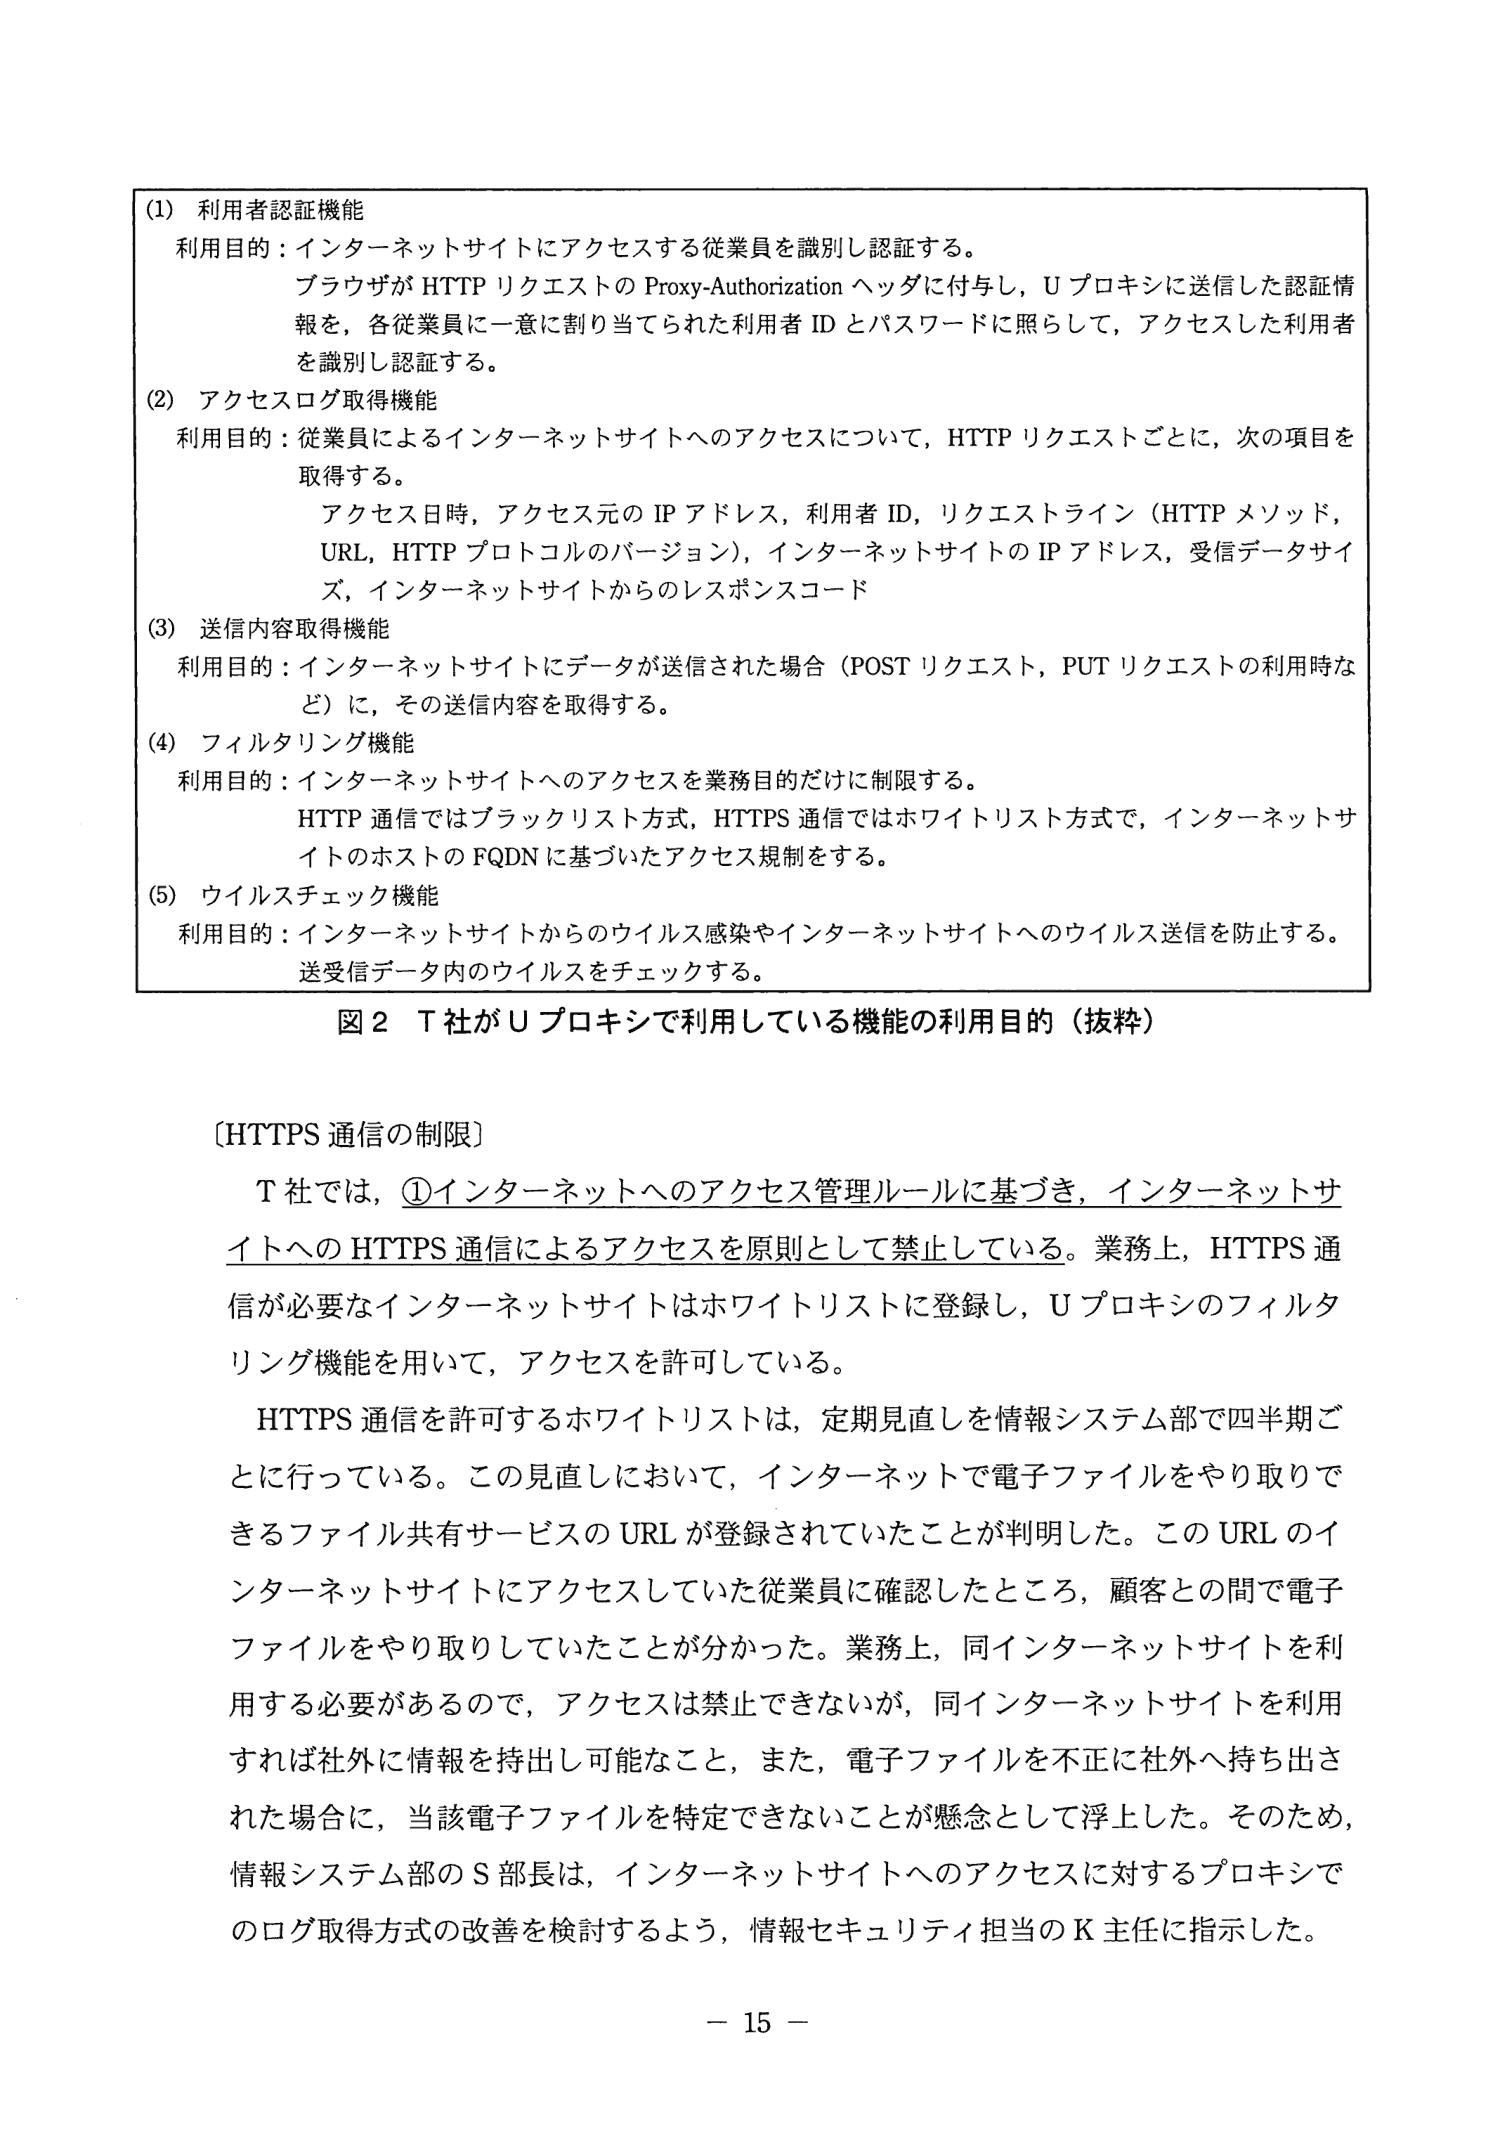 (1) 利用者認証機能
利用目的：インターネットサイトにアクセスする従業員を識別し認証する。
ブラウザが HTTP リクエストの Proxy-Authorization ヘッダに付与し，U プロキシに送信した認証情
報を，各従業員に一意に割り当てられた利用者 ID とパスワードに照らして，アクセスした利用者
を識別し認証する。
(2) アクセスログ取得機能
利用目的：従業員によるインターネットサイトへのアクセスについて，HTTP リクエストごとに，次の項目を
取得する。
アクセス日時，アクセス元の IP アドレス，利用者 ID，リクエストライン（HTTP メソッド，
URL，HTTP プロトコルのバージョン），インターネットサイトの IP アドレス，受信データサイ
ズ，インターネットサイトからのレスポンスコード
(3) 送信内容取得機能
利用目的：インターネットサイトにデータが送信された場合（POST リクエスト，PUT リクエストの利用時な
ど）に，その送信内容を取得する。
(4) フィルタリング機能
利用目的：インターネットサイトへのアクセスを業務目的だけに制限する。
HTTP 通信ではブラックリスト方式，HTTPS 通信ではホワイトリスト方式で，インターネットサ
イトのホストの FQDN に基づいたアクセス規制をする。
(5) ウイルスチェック機能
利用目的：インターネットサイトからのウイルス感染やインターネットサイトへのウイルス送信を防止する。
送受信データ内のウイルスをチェックする。
図２ Ｔ社がＵプロキシで利用している機能の利用目的（抜粋）
〔HTTPS 通信の制限〕
T 社では，①インターネットへのアクセス管理ルールに基づき，インターネットサ
イトへの HTTPS 通信によるアクセスを原則として禁止している。業務上，HTTPS 通
信が必要なインターネットサイトはホワイトリストに登録し，U プロキシのフィルタ
リング機能を用いて，アクセスを許可している。
HTTPS 通信を許可するホワイトリストは，定期見直しを情報システム部で四半期ご
とに行っている。この見直しにおいて，インターネットで電子ファイルをやり取りで
きるファイル共有サービスの URL が登録されていたことが判明した。この URL のイ
ンターネットサイトにアクセスしていた従業員に確認したところ，顧客との間で電子
ファイルをやり取りしていたことが分かった。業務上，同インターネットサイトを利
用する必要があるので，アクセスは禁止できないが，同インターネットサイトを利用
すれば社外に情報を持出し可能なこと，また，電子ファイルを不正に社外へ持ち出さ
れた場合に，当該電子ファイルを特定できないことが懸念として浮上した。そのため，
情報システム部の S 部長は，インターネットサイトへのアクセスに対するプロキシで
のログ取得方式の改善を検討するよう，情報セキュリティ担当の K 主任に指示した。
－ 15 －